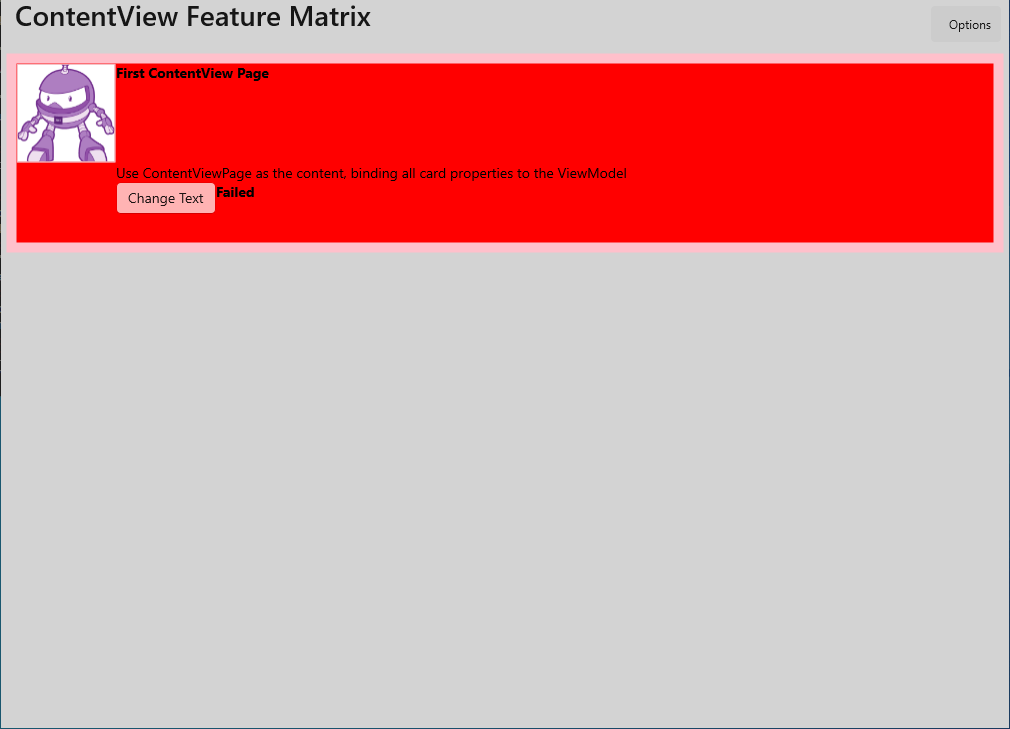 ContentView Feature Matrix
Options
First ContentView Page
Use ContentViewPage as the content, binding all card properties to the ViewModel
Change Text
Failed